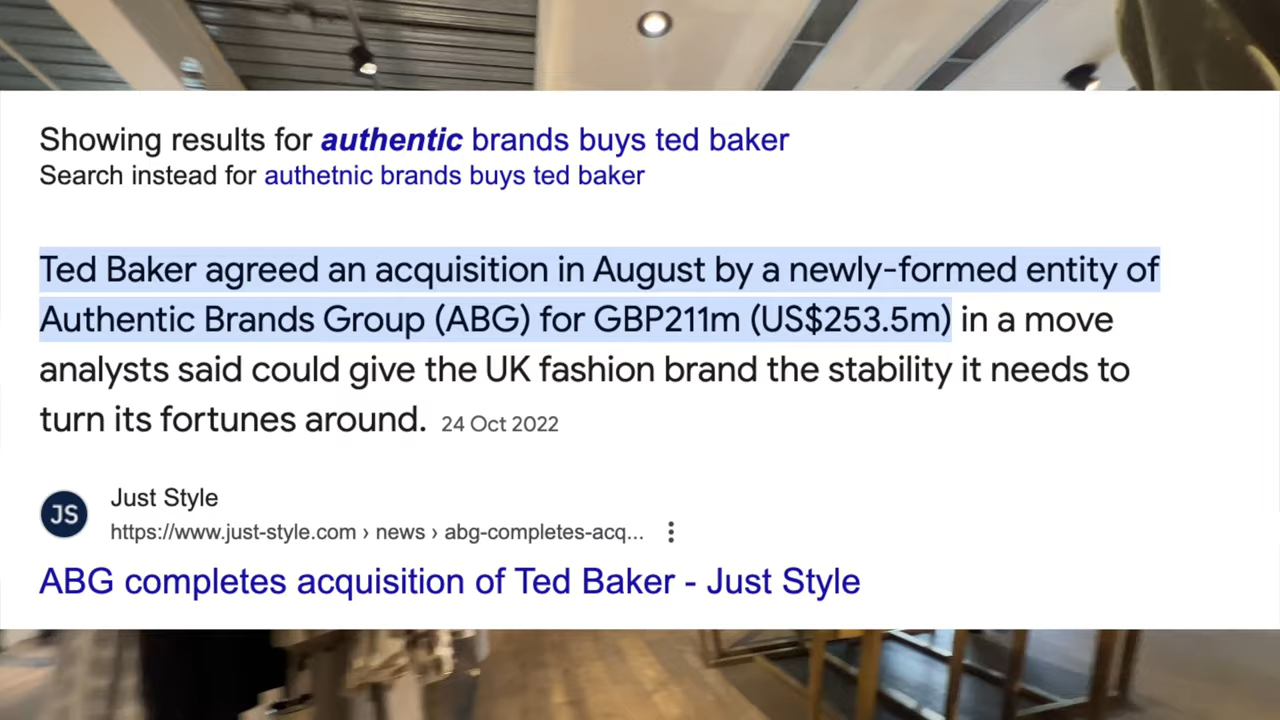 Showing results for authentic brands buys ted baker
Search instead for authetnic brands buys ted baker
Ted Baker agreed an acquisition in August by a newly-formed entity of
Authentic Brands Group (ABG) for GBP211m (US$253.5m) in a move
analysts said could give the UK fashion brand the stability it needs to
turn its fortunes around. 24 Oct 2022
JS
Just Style
https://www.just-style.com › news › abg-completes-acq...
ABG completes acquisition of Ted Baker - Just Style